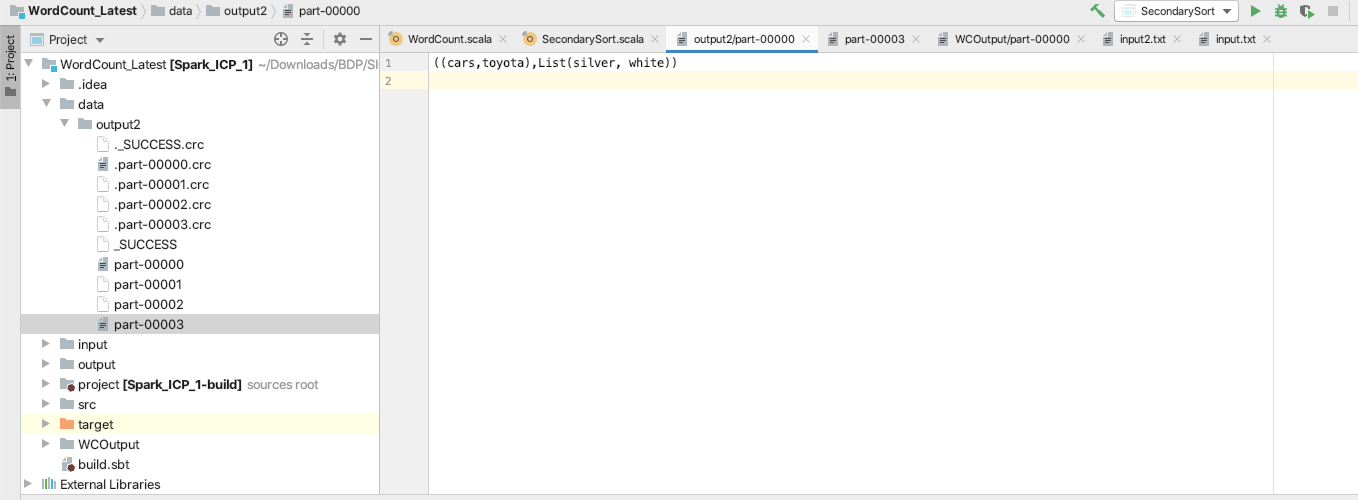 WordCount_Latest data output2 part-00000 SecondarySort
1: Project
Project WordCount.scala SecondarySort.scala output2/part-00000 part-00003 WCOutput/part-00000 input2.txt input.txt
WordCount_Latest [Spark_ICP_1] ~/Downloads/BDP/SI
1 ((cars,toyota),List(silver, white))
2
.idea
data
output2
._SUCCESS.crc
.part-00000.crc
.part-00001.crc
.part-00002.crc
.part-00003.crc
_SUCCESS
part-00000
part-00001
part-00002
part-00003
input
output
project [Spark_ICP_1-build] sources root
src
target
WCOutput
build.sbt
External Libraries